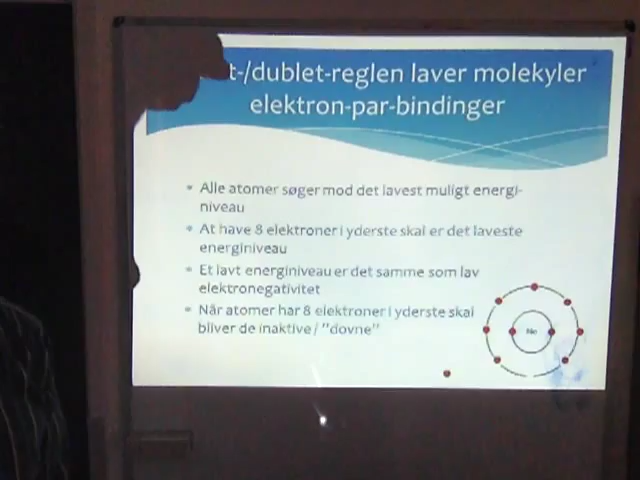 t-/dublet-reglen laver molekyler
elektron-par-bindinger
Alle atomer søger mod det lavest muligt energi-
niveau
At have 8 elektroner i yderste skal er det laveste
energiniveau
Et lavt energiniveau er det samme som lav
elektronegativitet
Når atomer har 8 elektroner i yderste skal
bliver de inaktive / "dovne"